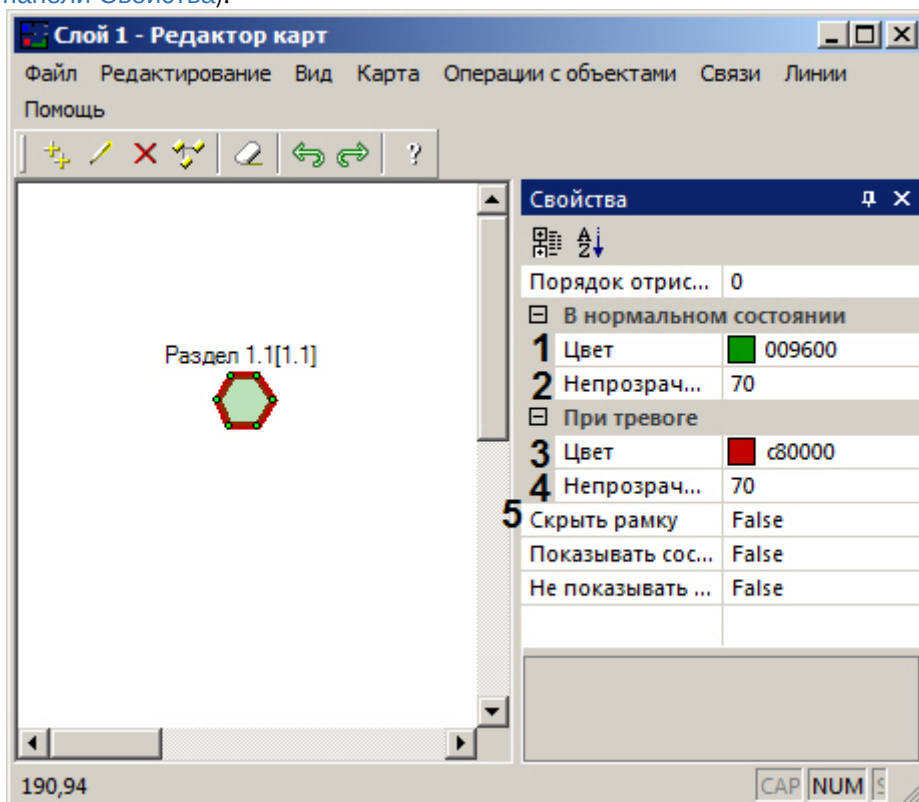 панели Свойства).
Слой 1 - Редактор карт
Файл Редактирование Вид Карта Операции с объектами Связи Линии
Помощь
?
Свойства
A Z
Порядок отрис... 0
В нормальном состоянии
1 Цвет 009600
2 Непрозрач... 70
При тревоге
3 Цвет c80000
4 Непрозрач... 70
5 Скрыть рамку False
Показывать сос... False
Не показывать ... False
Раздел 1.1[1.1]
190,94 CAP NUM